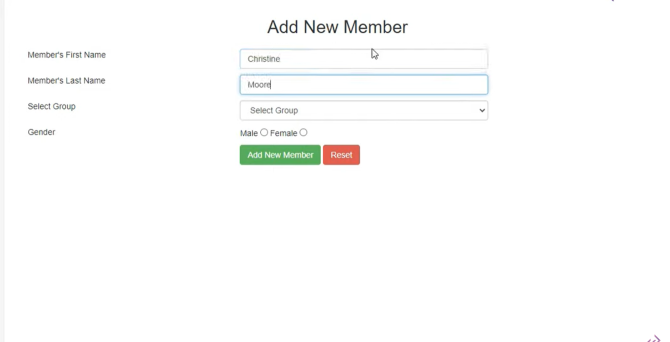 Add New Member
Member's First Name
Christine
Member's Last Name
Moore
Select Group
Select Group
Gender
Male Female
Add New Member Reset